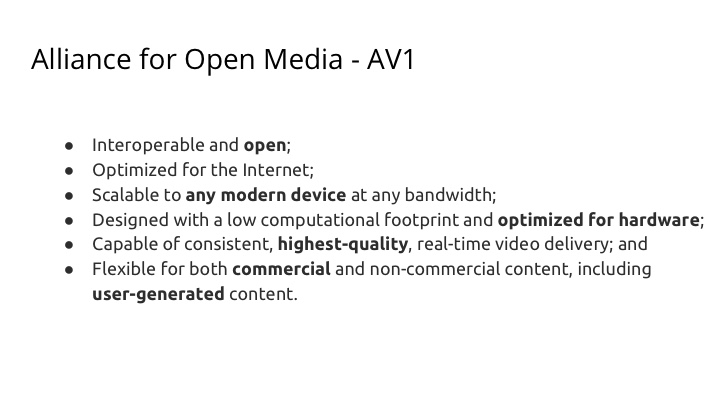 Alliance for Open Media - AV1
● Interoperable and open;
● Optimized for the Internet;
● Scalable to any modern device at any bandwidth;
● Designed with a low computational footprint and optimized for hardware;
● Capable of consistent, highest-quality, real-time video delivery; and
● Flexible for both commercial and non-commercial content, including
user-generated content.